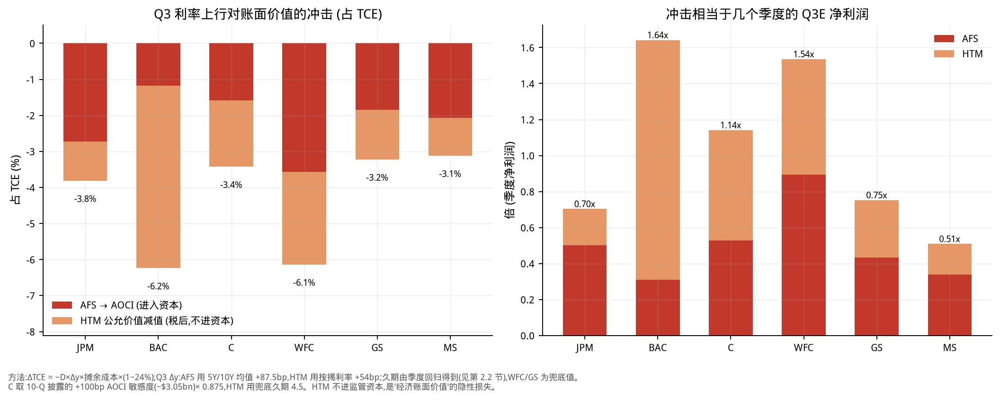 Q3 利率上行对账面价值的冲击 (占 TCE)
占 TCE (%)
0
-1
-2
-3
-4
-5
-6
-7
-8
-3.8%
-6.2%
-3.4%
-6.1%
-3.2%
-3.1%
AFS → AOCI (进入资本)
HTM 公允价值减值 (税后,不进资本)
JPM
BAC
C
WFC
GS
MS
冲击相当于几个季度的 Q3E 净利润
倍 (季度净利润)
1.6
1.4
1.2
1.0
0.8
0.6
0.4
0.2
0.0
0.70x
1.64x
1.14x
1.54x
0.75x
0.51x
AFS
HTM
JPM
BAC
C
WFC
GS
MS
方法:ΔTCE = −D×Δy×摊余成本×(1−24%);Q3 Δy:AFS 用 5Y/10Y 均值 +87.5bp,HTM 用按揭利率 +54bp;久期由季度回归得到(见第 2.2 节),WFC/GS 为兜底值。
C 取 10-Q 披露的 +100bp AOCI 敏感度(−$3.05bn)× 0.875,HTM 用兜底久期 4.5。HTM 不进监管资本,是'经济账面价值'的隐性损失。